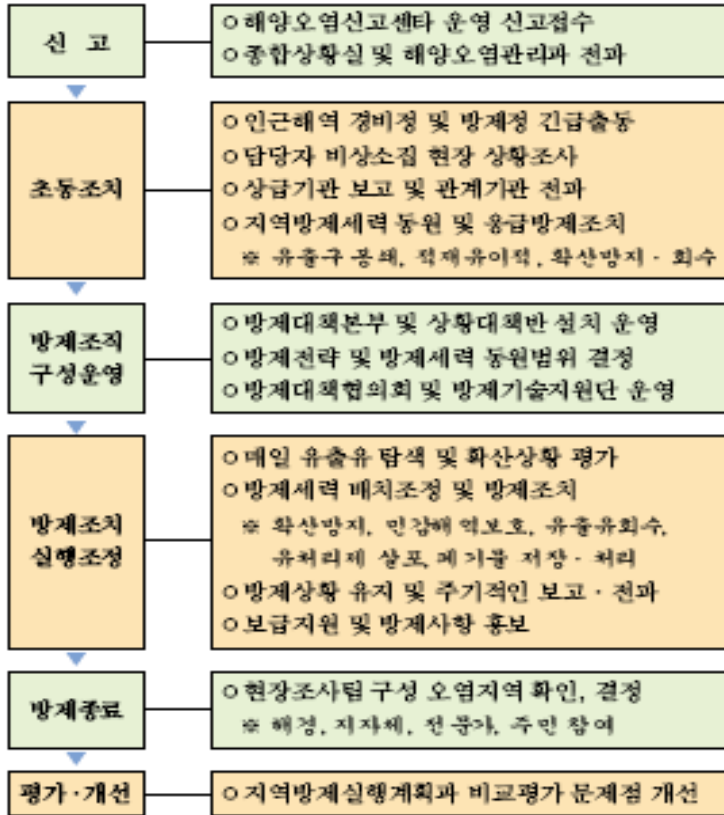 신 고
○ 해양오염신고센타 운영 신고접수
○ 종합상황실 및 해양오염관리과 전파
초동조치
○ 인근해역 경비정 및 방제정 긴급출동
○ 담당자 비상소집 현장 상황조사
○ 상급기관 보고 및 관계기관 전파
○ 지역방제세력 동원 및 응급방제조치
※ 유출구 봉쇄, 적재유이적, 확산방지 · 회수
방제조직
구성운영
○ 방제대책본부 및 상황대책반 설치 운영
○ 방제전략 및 방제세력 동원범위 결정
○ 방제대책협의회 및 방제기술지원단 운영
방제조치
실행조정
○ 매일 유출유 탐색 및 확산상황 평가
○ 방제세력 배치조정 및 방제조치
※ 확산방지, 민감해역보호, 유출유회수,
유처리제 살포, 폐기물 저장 · 처리
○ 방제상황 유지 및 주기적인 보고 · 전파
○ 보급지원 및 방제사항 홍보
방제종료
○ 현장조사팀 구성 오염지역 확인, 결정
※ 해경, 지자체, 전문가, 주민 참여
평가 · 개선
○ 지역방제실행계획과 비교평가 문제점 개선